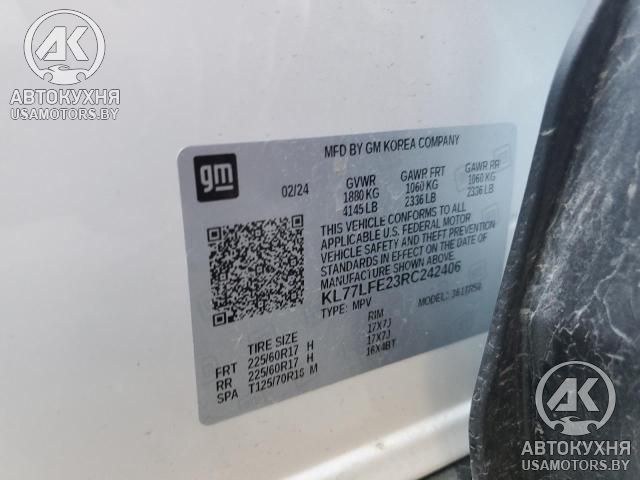 AK
АВТОКУХНЯ
USAMOTORS.BY
MFD BY GM KOREA COMPANY
gm
02/24
GVWR GAWR FRT GAWR RR
1880 KG 1060 KG 1060 KG
4145 LB 2336 LB 2336 LB
THIS VEHICLE CONFORMS TO ALL
APPLICABLE U.S. FEDERAL MOTOR
VEHICLE SAFETY AND THEFT PREVENTION
STANDARDS IN EFFECT ON THE DATE
OF MANUFACTURE SHOWN ABOVE.
KL77LFE23RC242406
TYPE: MPV MODEL:
TIRE SIZE RIM
FRT 225/60R17 H 17X7J
RR 225/60R17 H 17X7J
SPA T125/70R16 M 16X4BT
AK
АВТОКУХНЯ
USAMOTORS.BY